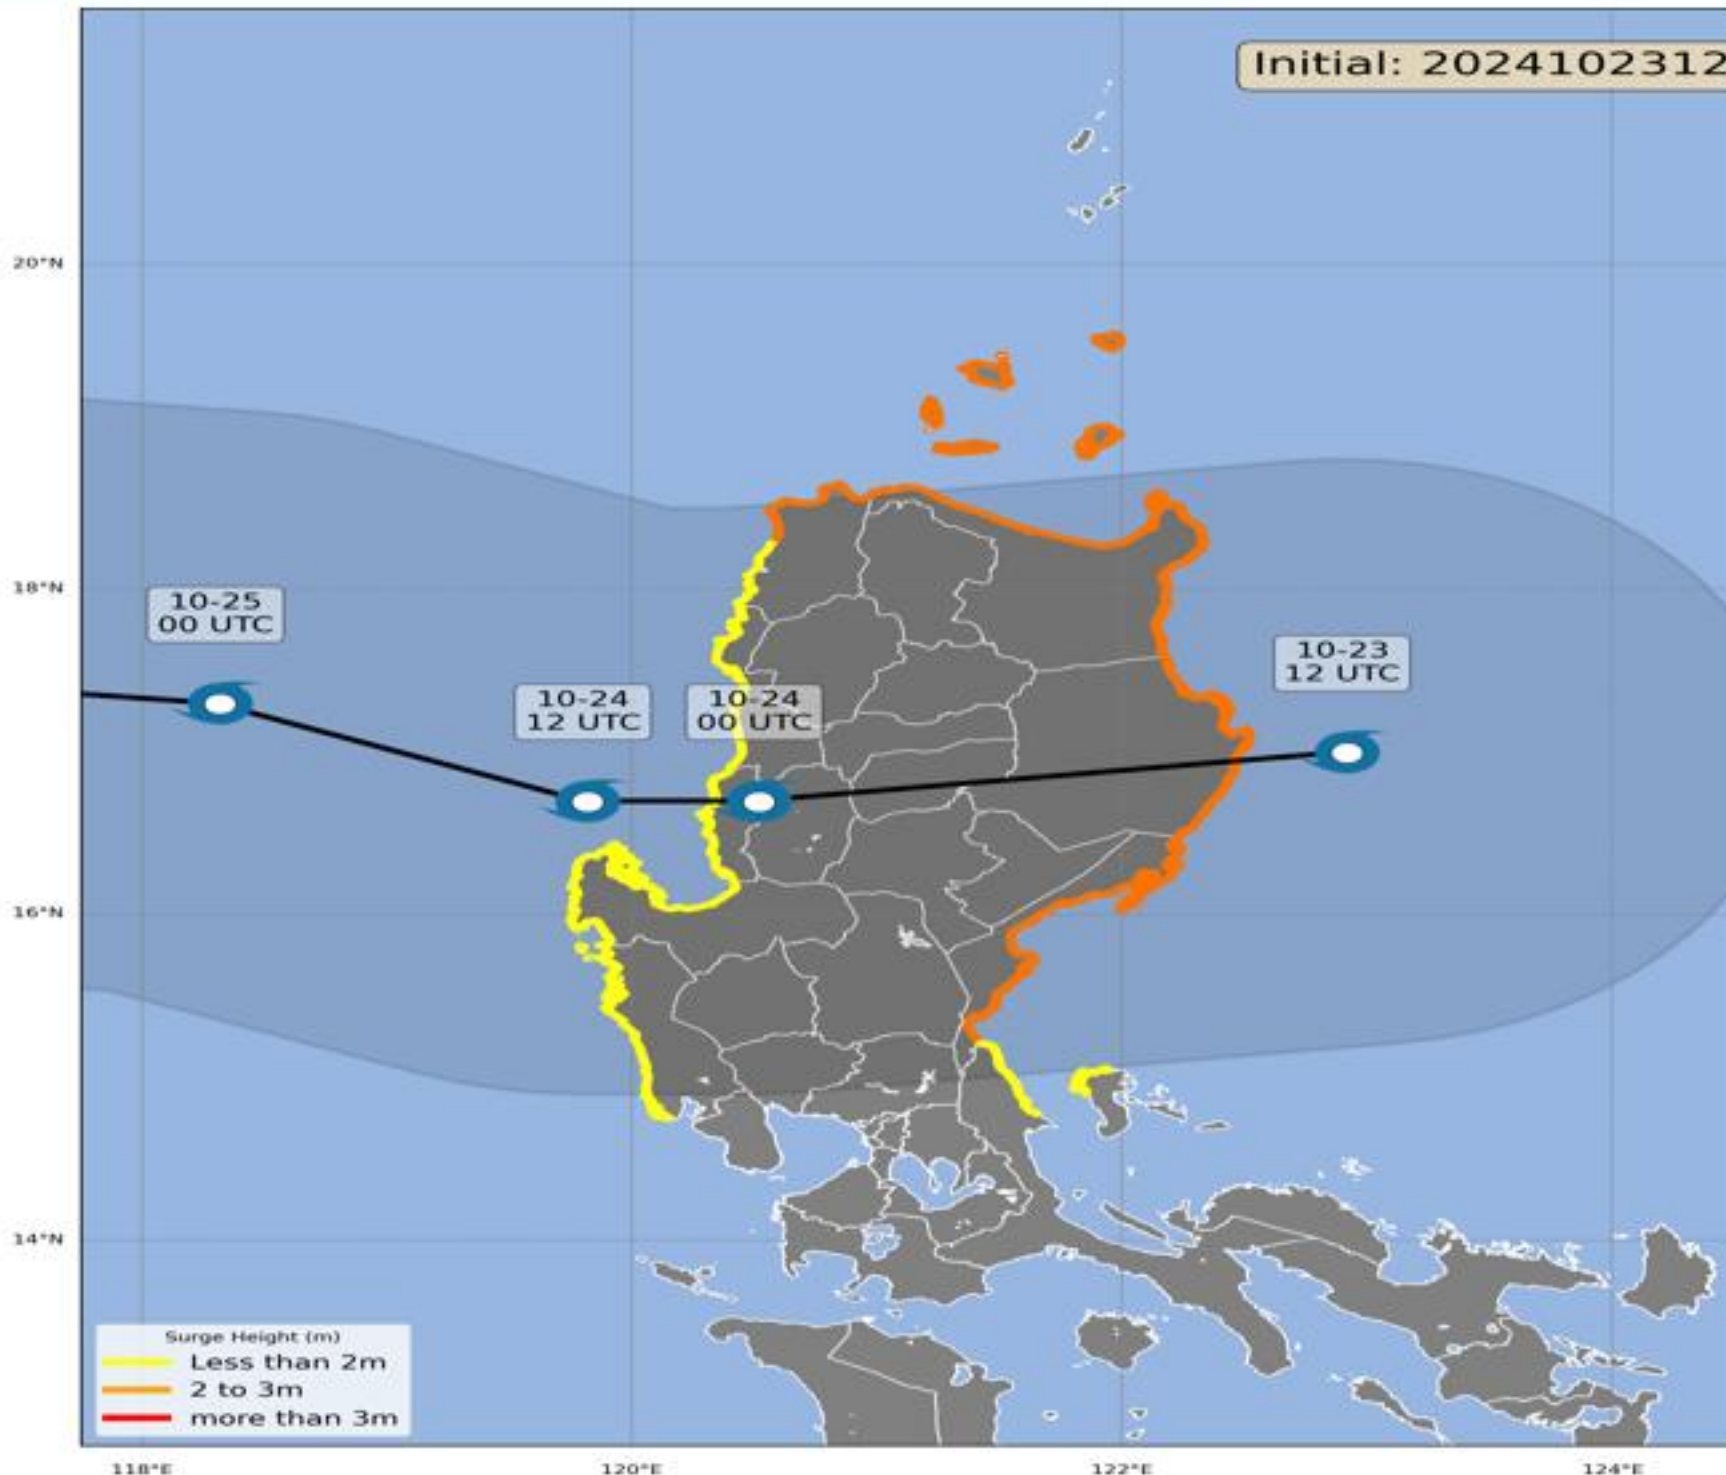 Initial: 2024102312
20°N
18°N
16°N
14°N
10-25
00 UTC
10-24
12 UTC
10-24
00 UTC
10-23
12 UTC
Surge Height (m)
Less than 2m
2 to 3m
more than 3m
118°E
120°E
122°E
124°E